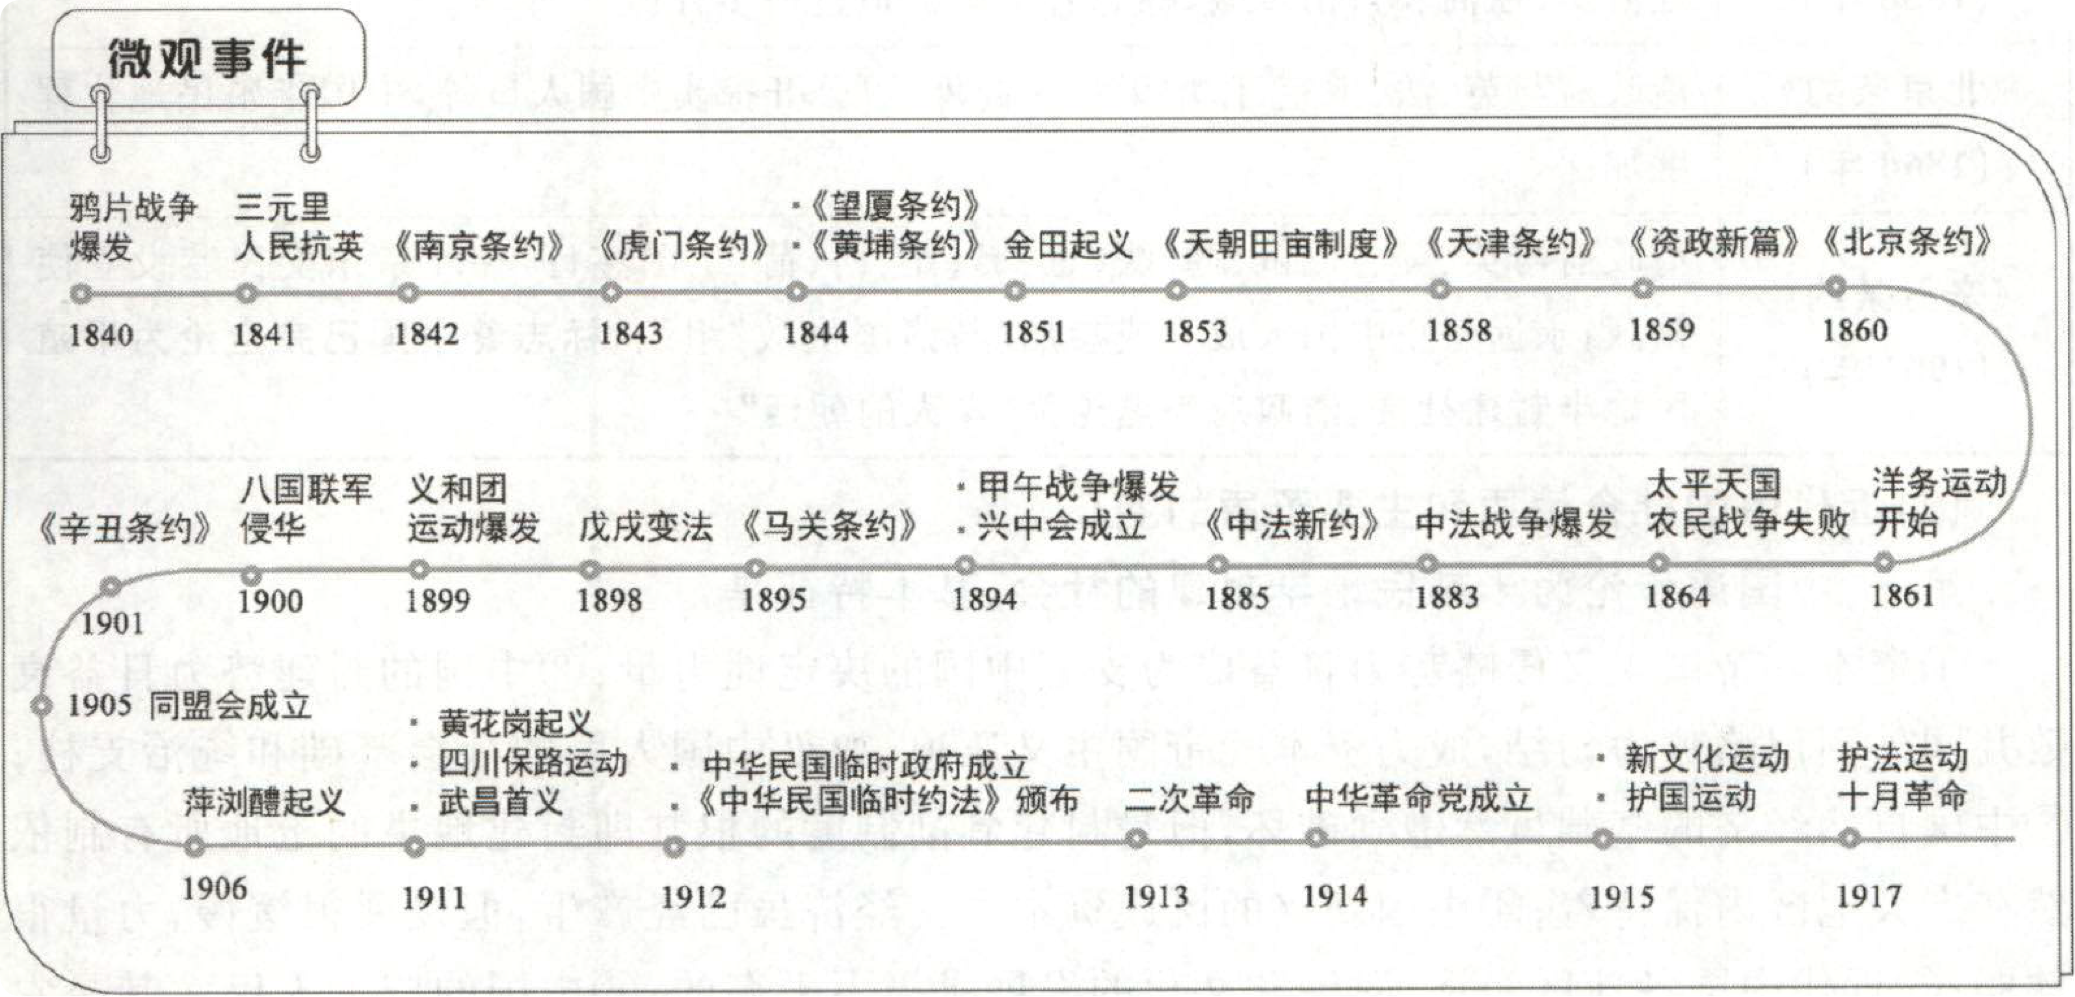 微观事件
鸦片战争
爆发
三元里
人民抗英
《南京条约》
《虎门条约》
·《望厦条约》
·《黄埔条约》
金田起义
《天朝田亩制度》
《天津条约》
《资政新篇》
《北京条约》
1840
1841
1842
1843
1844
1851
1853
1858
1859
1860
《辛丑条约》
八国联军
侵华
义和团
运动爆发
戊戌变法
《马关条约》
· 甲午战争爆发
· 兴中会成立
《中法新约》
中法战争爆发
太平天国
农民战争失败
洋务运动
开始
1901
1900
1899
1898
1895
1894
1885
1883
1864
1861
1905 同盟会成立
萍浏醴起义
· 黄花岗起义
· 四川保路运动
· 武昌首义
· 中华民国临时政府成立
·《中华民国临时约法》颁布
二次革命
中华革命党成立
· 新文化运动
· 护国运动
护法运动
十月革命
1906
1911
1912
1913
1914
1915
1917